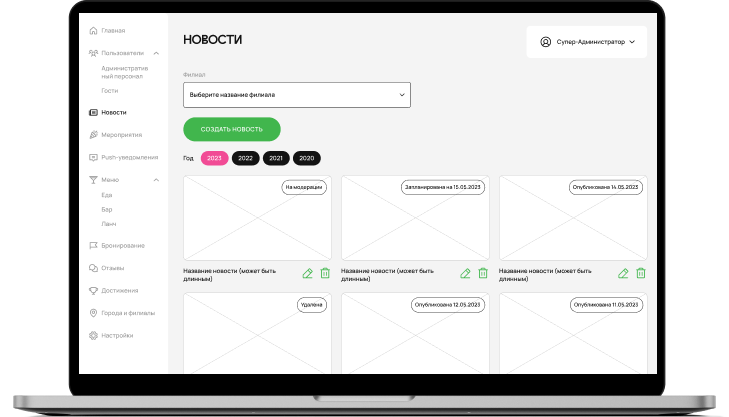 Главная
Пользователи
Административ
ный персонал
Гости
Новости
Мероприятия
Push-уведомления
Меню
Еда
Бар
Ланч
Бронирование
Отзывы
Достижения
Города и филиалы
Настройки
НОВОСТИ
Супер-Администратор
Филиал
Выберите название филиала
СОЗДАТЬ НОВОСТЬ
Год 2023 2022 2021 2020
На модерации
Запланирована на 15.05.2023
Опубликована 14.05.2023
Название новости (может быть
длинным)
Название новости (может быть
длинным)
Название новости (может быть
длинным)
Удалена
Опубликована 12.05.2023
Опубликована 11.05.2023